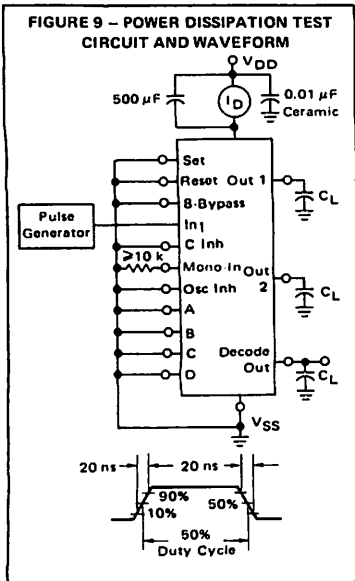 FIGURE 9 – POWER DISSIPATION TEST
CIRCUIT AND WAVEFORM
VDD
500 µF
ID
0.01 µF
Ceramic
Set
Reset
Out 1
8-Bypass
CL
Pulse
Generator
In1
C Inh
≥10 k
Mono-In
Out
2
Osc Inh
CL
A
B
C
Decode
Out
D
CL
VSS
20 ns
20 ns
90%
10%
50%
50%
Duty Cycle